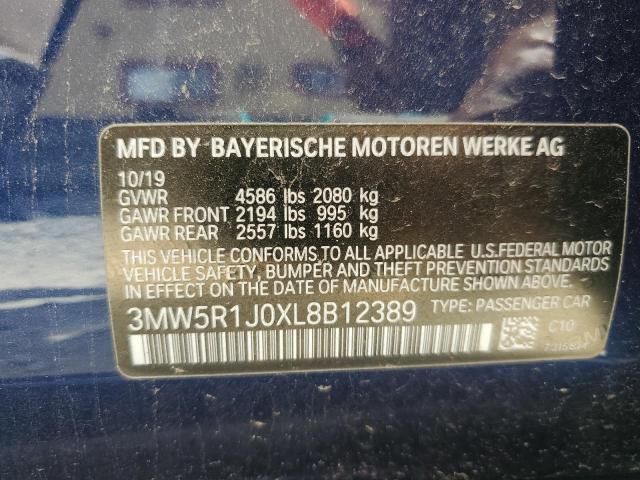 MFD BY BAYERISCHE MOTOREN WERKE AG
10/19
GVWR 4586 lbs 2080 kg
GAWR FRONT 2194 lbs 995 kg
GAWR REAR 2557 lbs 1160 kg
THIS VEHICLE CONFORMS TO ALL APPLICABLE U.S.FEDERAL MOTOR
VEHICLE SAFETY, BUMPER AND THEFT PREVENTION STANDARDS
IN EFFECT ON THE DATE OF MANUFACTURE SHOWN ABOVE.
3MW5R1J0XL8B12389 TYPE: PASSENGER CAR
C10